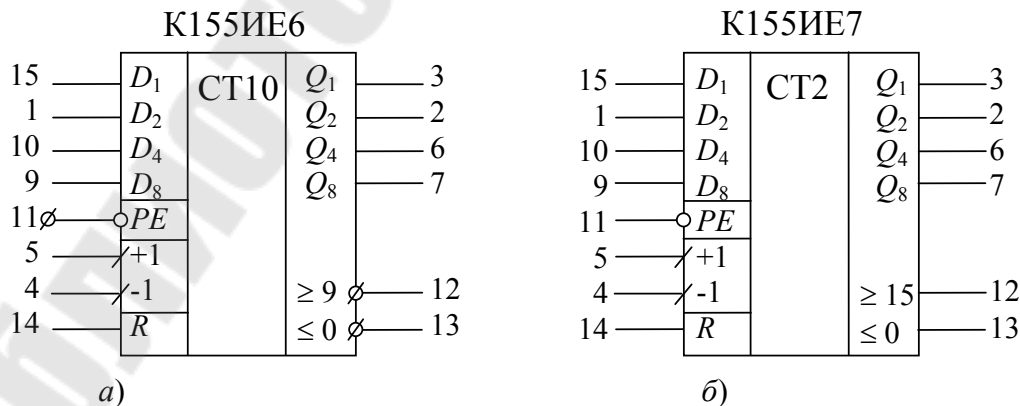 К155ИЕ6
15 D1 CT10 Q1 3
1 D2 Q2 2
10 D4 Q4 6
9 D8 Q8 7
11 PE
5 +1
4 -1 ≥ 9 12
14 R ≤ 0 13
а)
К155ИЕ7
15 D1 CT2 Q1 3
1 D2 Q2 2
10 D4 Q4 6
9 D8 Q8 7
11 PE
5 +1
4 -1 ≥ 15 12
14 R ≤ 0 13
б)